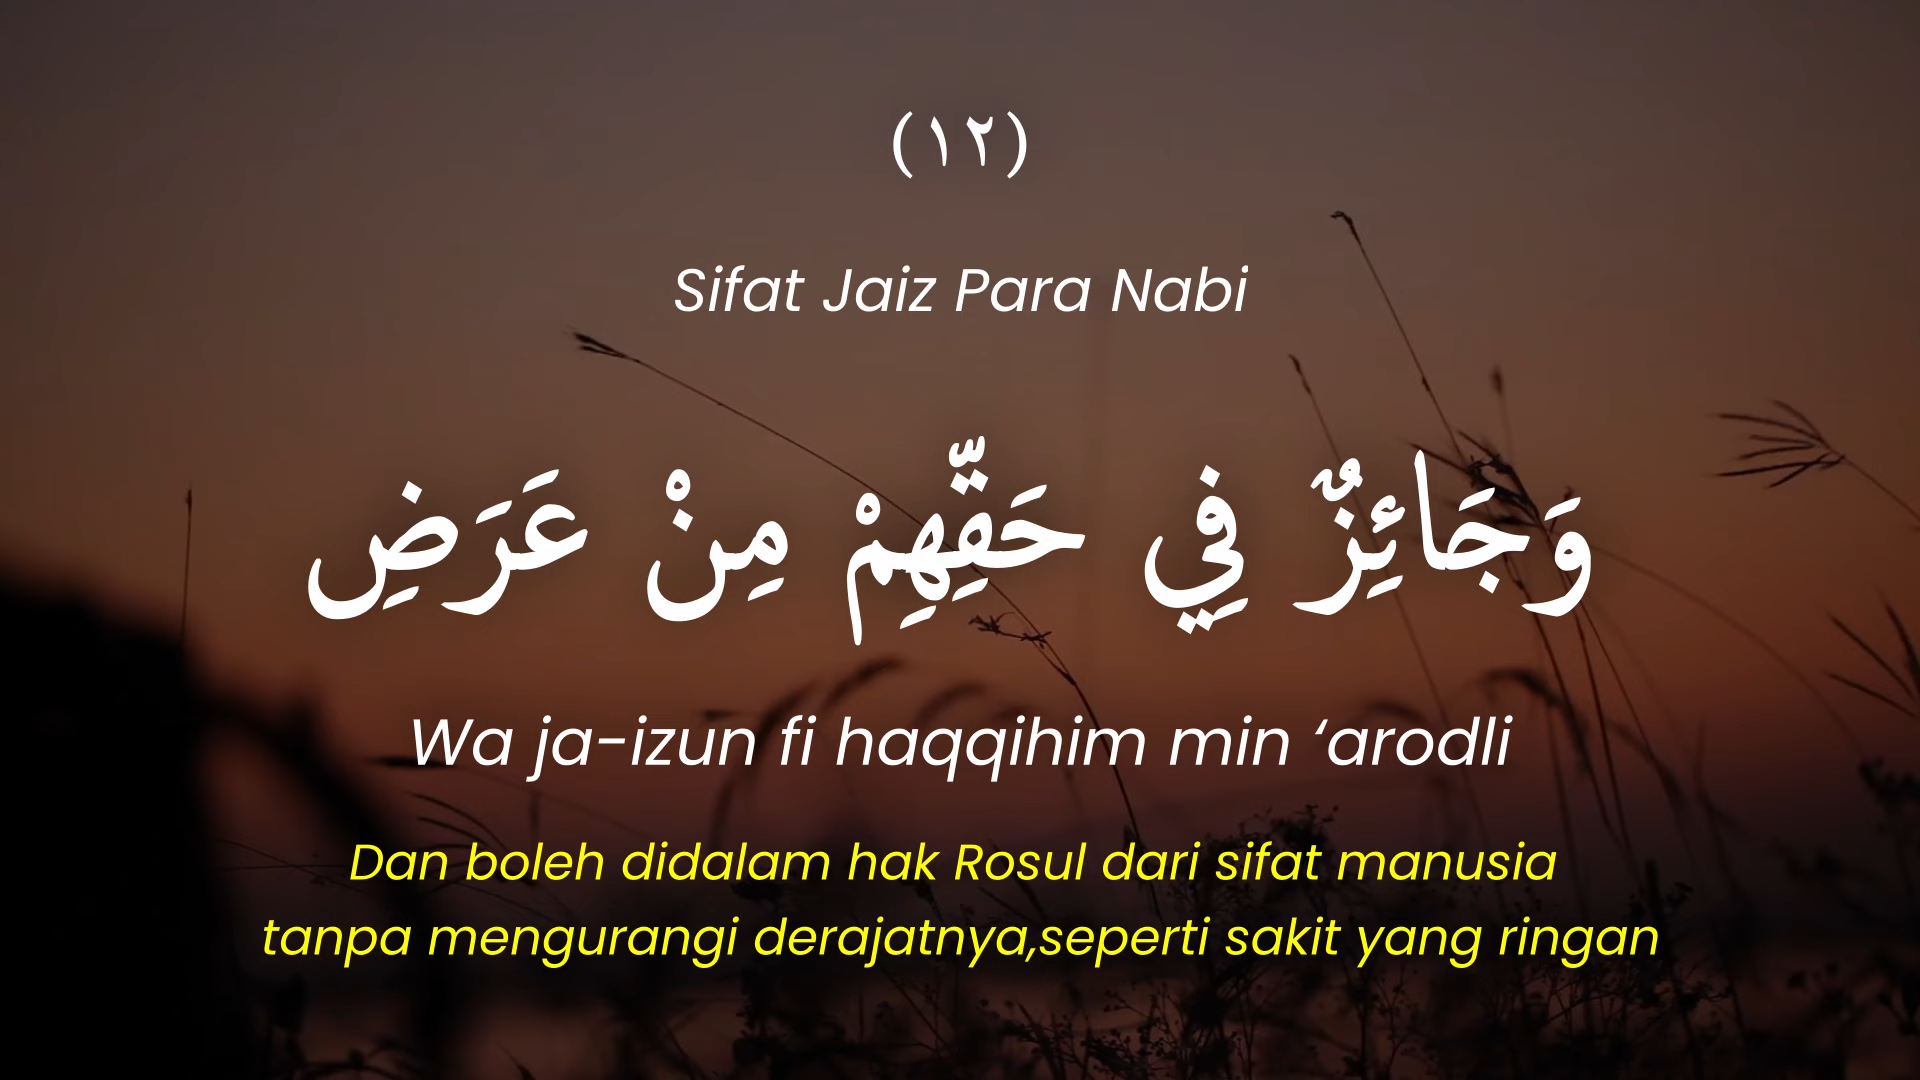 (١٢)
Sifat Jaiz Para Nabi
وَجَائِزٌ فِي حَقِّهِمْ مِنْ عَرَضِ
Wa ja-izun fi haqqihim min ‘arodli
Dan boleh didalam hak Rosul dari sifat manusia
tanpa mengurangi derajatnya,seperti sakit yang ringan